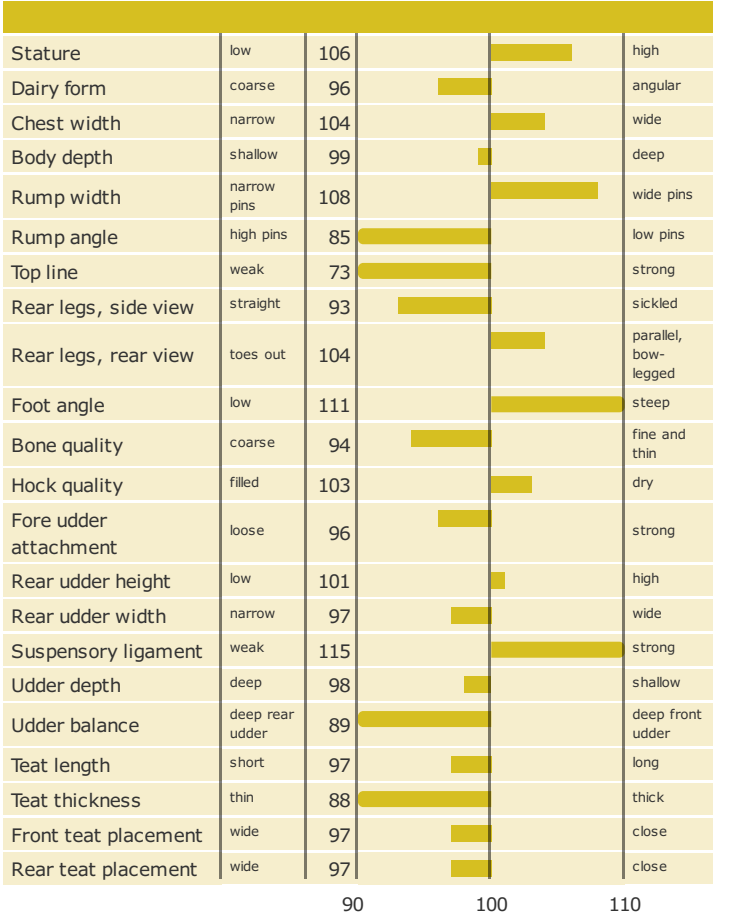 Stature low 106 high
Dairy form coarse 96 angular
Chest width narrow 104 wide
Body depth shallow 99 deep
Rump width narrow pins 108 wide pins
Rump angle high pins 85 low pins
Top line weak 73 strong
Rear legs, side view straight 93 sickled
Rear legs, rear view toes out 104 parallel, bow-legged
Foot angle low 111 steep
Bone quality coarse 94 fine and thin
Hock quality filled 103 dry
Fore udder attachment loose 96 strong
Rear udder height low 101 high
Rear udder width narrow 97 wide
Suspensory ligament weak 115 strong
Udder depth deep 98 shallow
Udder balance deep rear udder 89 deep front udder
Teat length short 97 long
Teat thickness thin 88 thick
Front teat placement wide 97 close
Rear teat placement wide 97 close
90 100 110